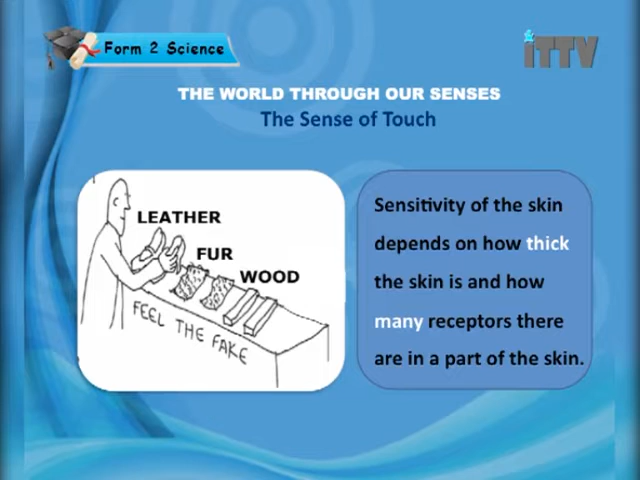 Form 2 Science
iTTV
THE WORLD THROUGH OUR SENSES
The Sense of Touch
LEATHER
FUR
WOOD
FEEL THE FAKE
Sensitivity of the skin
depends on how thick
the skin is and how
many receptors there
are in a part of the skin.